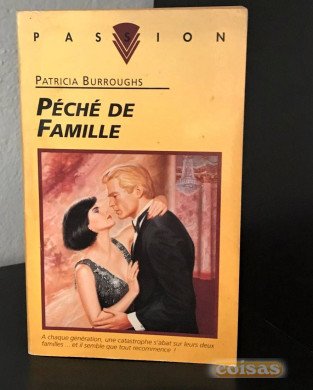 PASSION
PATRICIA BURROUGHS
PÉCHÉ DE
FAMILLE
A chaque génération, une catastrophe s'abat sur leurs deux
familles ... et il semble que tout recommence !
coisas